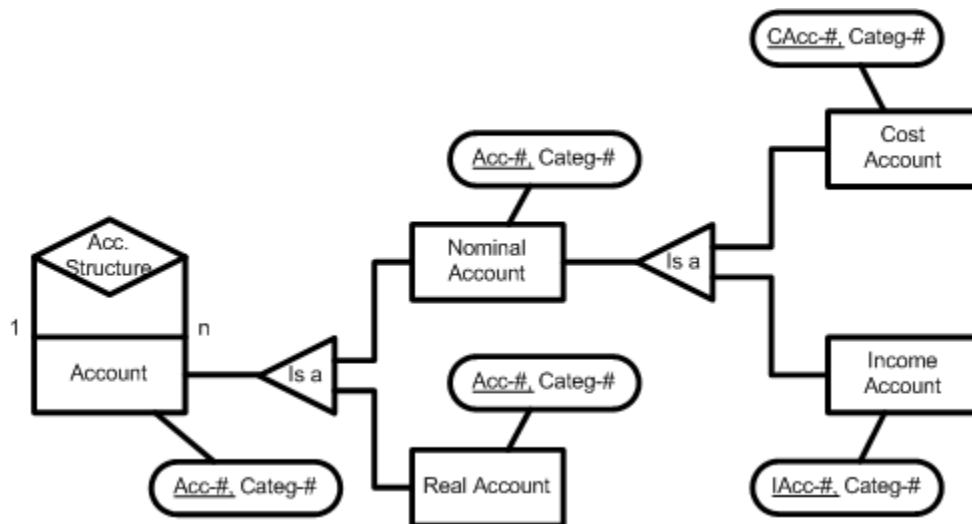 CAcc-#, Categ-#
Cost
Account
Acc-#, Categ-#
Nominal
Account
Is a
Acc.
Structure
1
n
Account
Is a
Acc-#, Categ-#
Income
Account
Real Account
Acc-#, Categ-#
IAcc-#, Categ-#